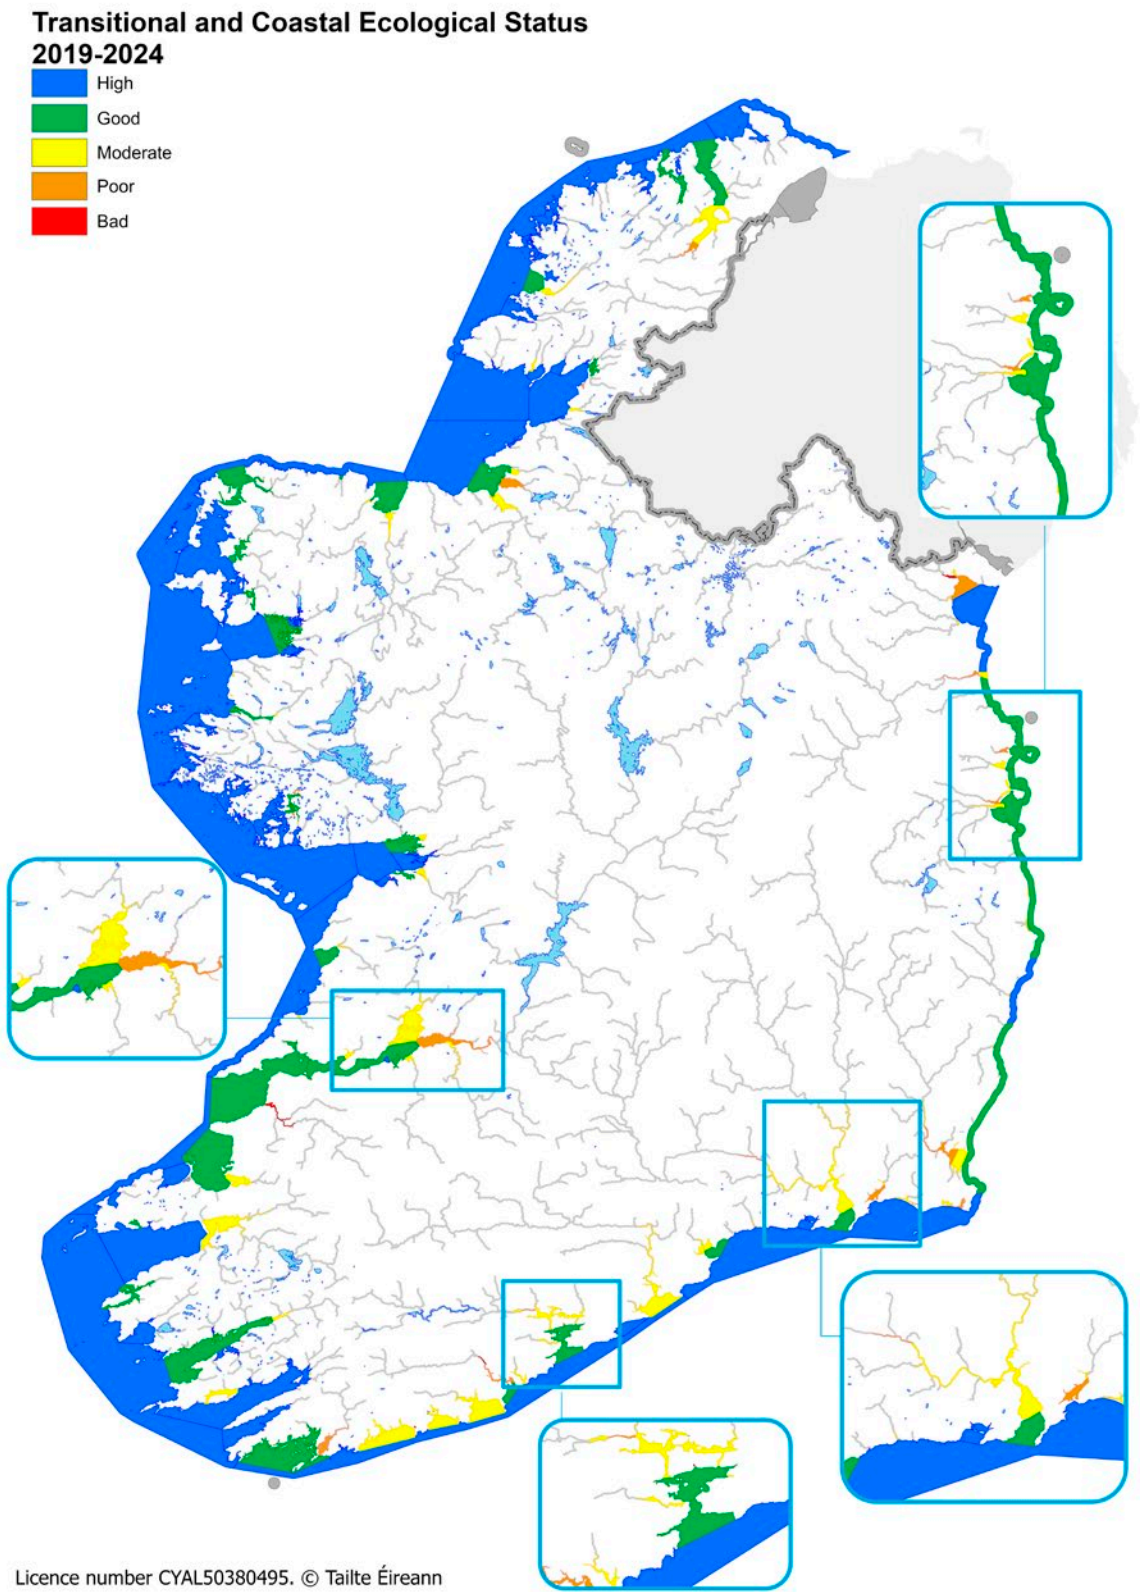 Transitional and Coastal Ecological Status
2019-2024
High
Good
Moderate
Poor
Bad
Licence number CYAL50380495. © Tailte Éireann